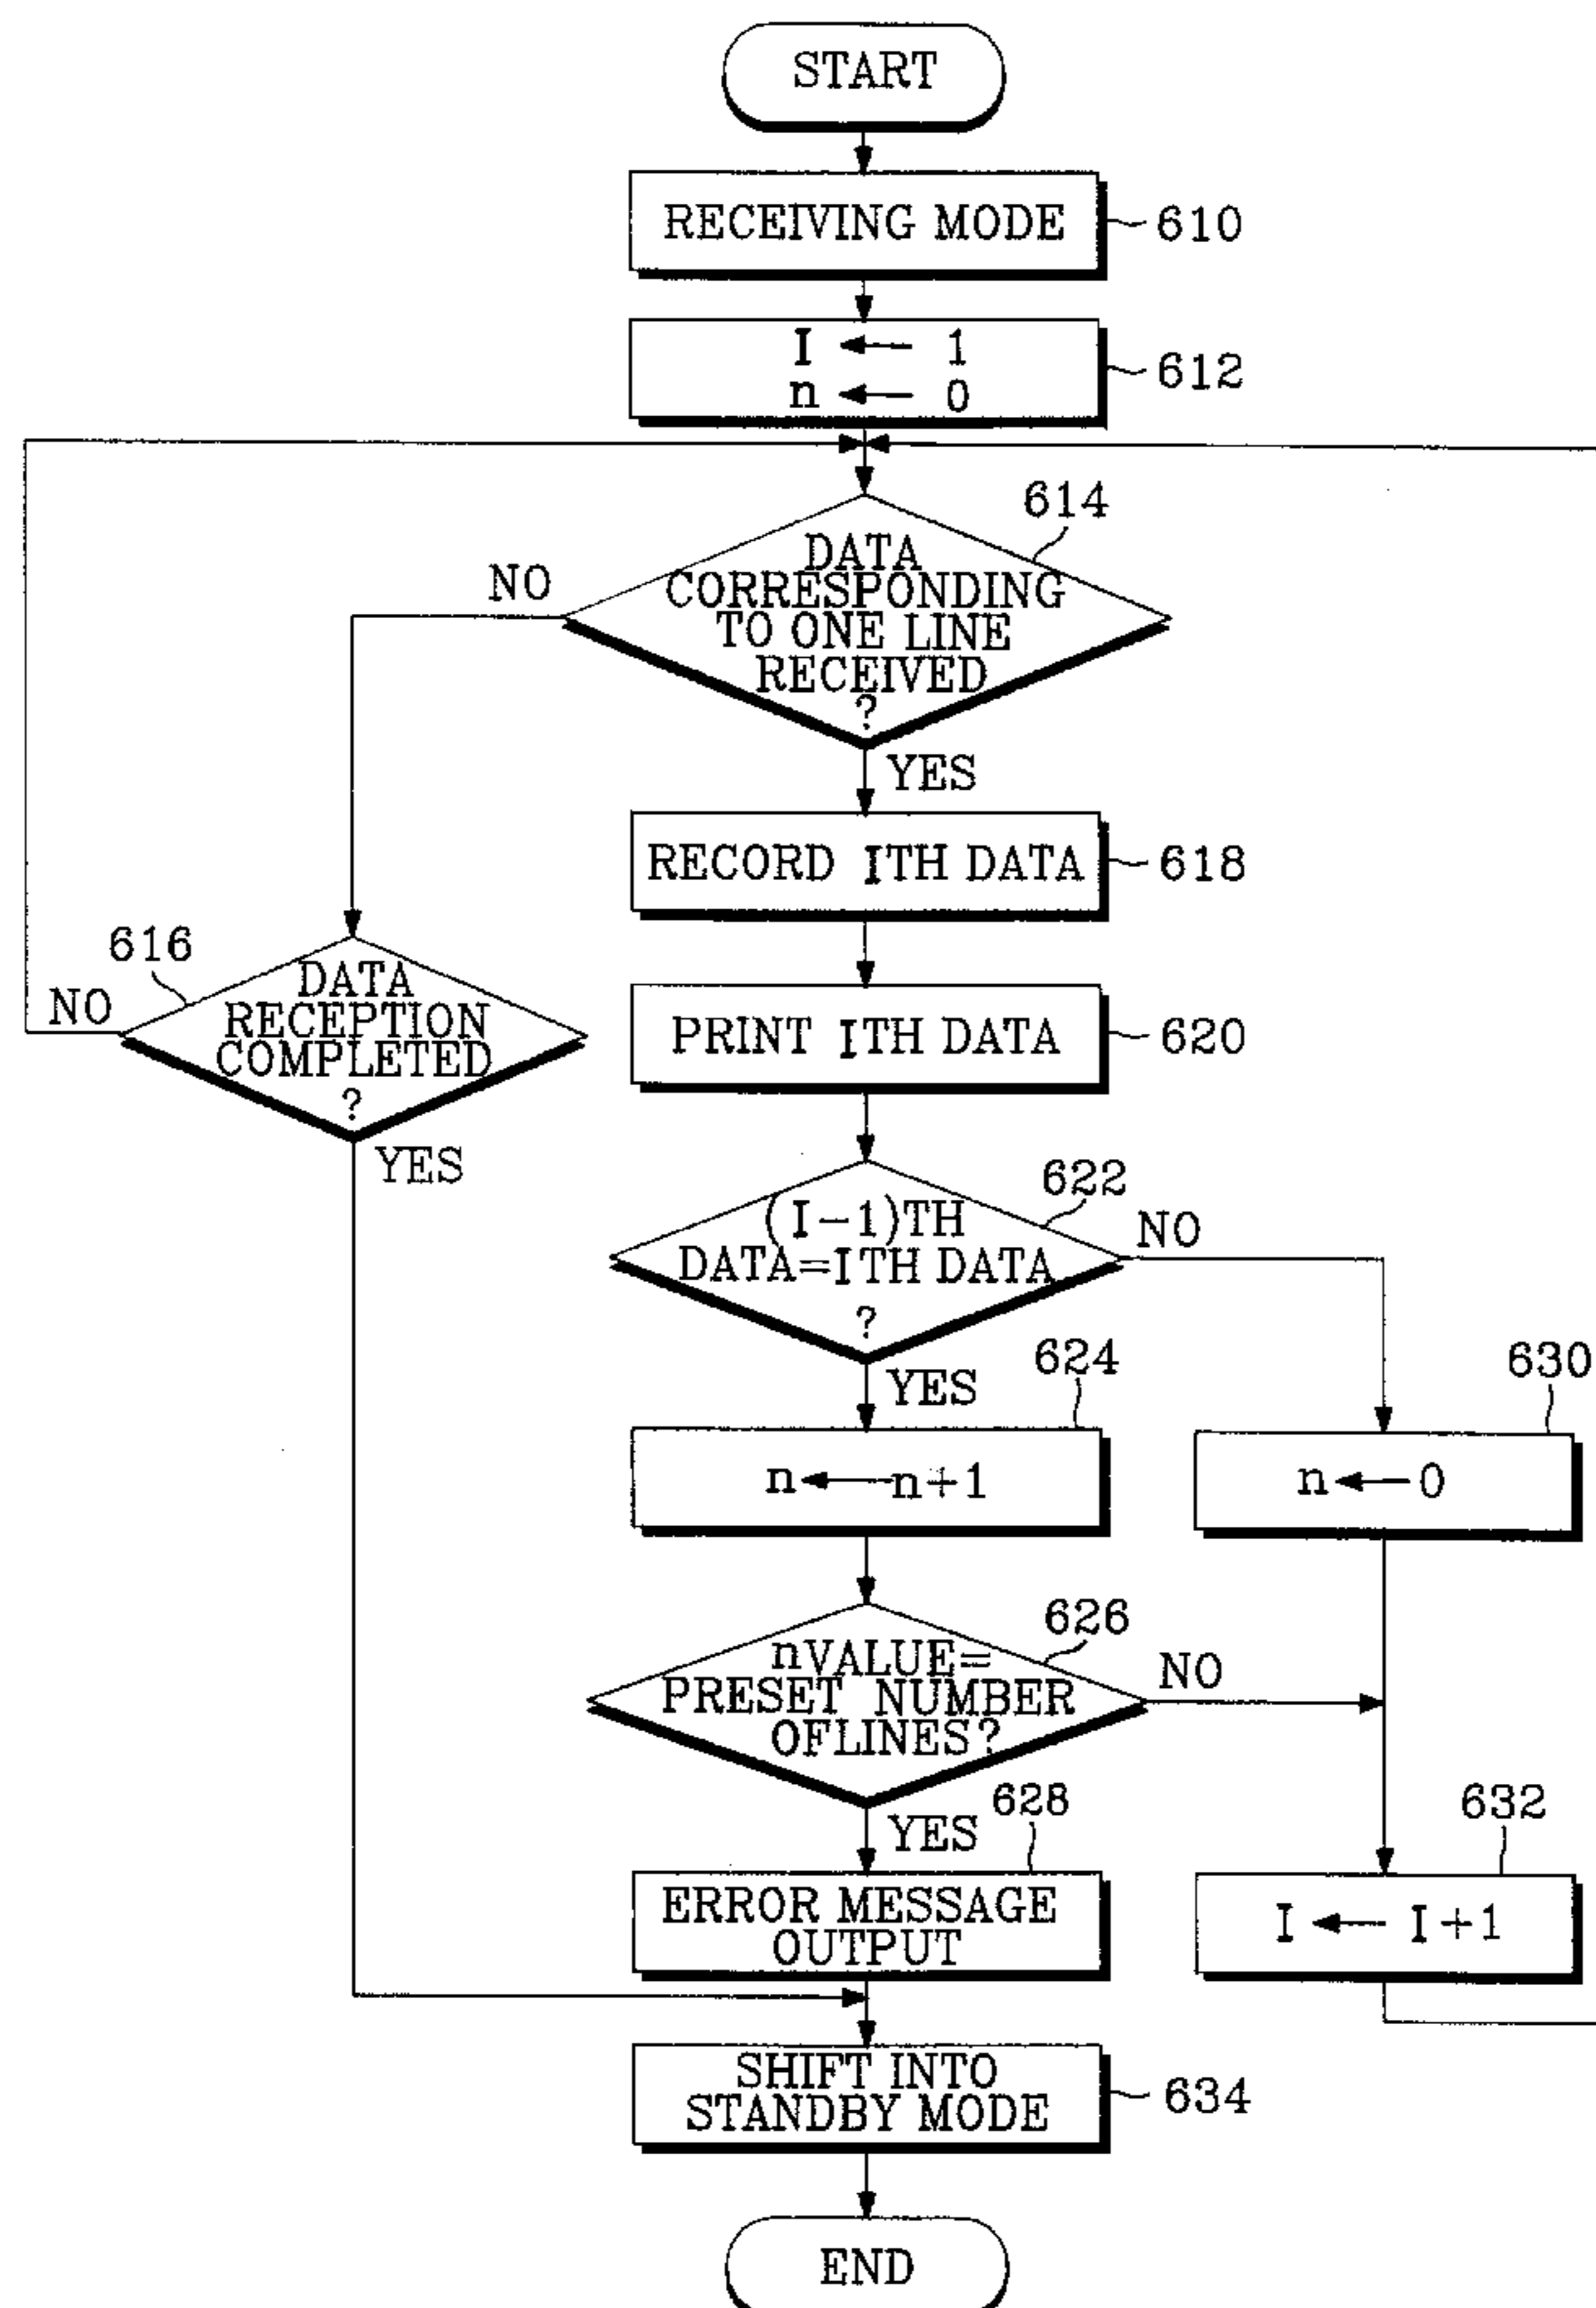 START
RECEIVING MODE
610
I ← 1
n ← 0
612
614
DATA
CORRESPONDING
TO ONE LINE
RECEIVED
?
NO
YES
RECORD ITH DATA
618
616
DATA
RECEPTION
COMPLETED
?
NO
YES
PRINT ITH DATA
620
622
(I-1)TH
DATA=ITH DATA
?
NO
YES
624
n←n+1
630
n←0
626
nVALUE=
PRESET NUMBER
OFLINES?
NO
YES
628
ERROR MESSAGE
OUTPUT
632
I ← I+1
SHIFT INTO
STANDBY MODE
634
END